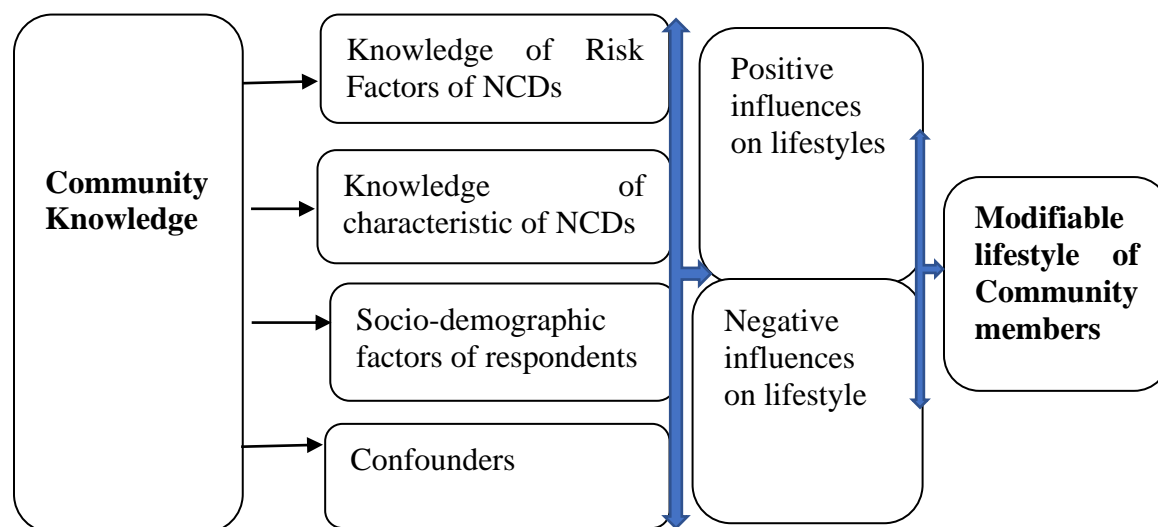 Community
Knowledge
Knowledge of Risk
Factors of NCDs
Knowledge of
characteristic of NCDs
Socio-demographic
factors of respondents
Confounders
Positive
influences
on lifestyles
Negative
influences
on lifestyle
Modifiable
lifestyle of
Community
members